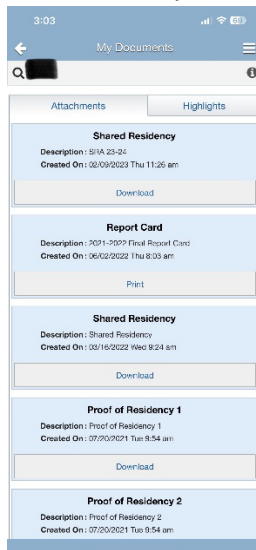 3:03
60
My Documents
Attachments Highlights
Shared Residency
Description : SRA 23-24
Created On : 02/09/2023 Thu 11:26 am
Download
Report Card
Description : 2021-2022 Final Report Card
Created On : 06/02/2022 Thu 8:03 am
Print
Shared Residency
Description : Shared Residency
Created On : 03/16/2022 Wed 9:24 am
Download
Proof of Residency 1
Description : Proof of Residency 1
Created On : 07/20/2021 Tue 9:54 am
Download
Proof of Residency 2
Description : Proof of Residency 2
Created On : 07/20/2021 Tue 9:54 am